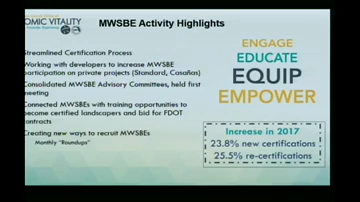 OMIC VITALITY
MWSBE Activity Highlights
Streamlined Certification Process
Working with developers to increase MWSBE
participation on private projects (Standard, Casañas)
Consolidated MWSBE Advisory Committees, held first
meeting
Connected MWSBEs with training opportunities to
become certified landscapers and bid for FDOT
contracts
Creating new ways to recruit MWSBEs
Monthly "Roundups"
ENGAGE
EDUCATE
EQUIP
EMPOWER
Increase in 2017
23.8% new certifications
25.5% re-certifications